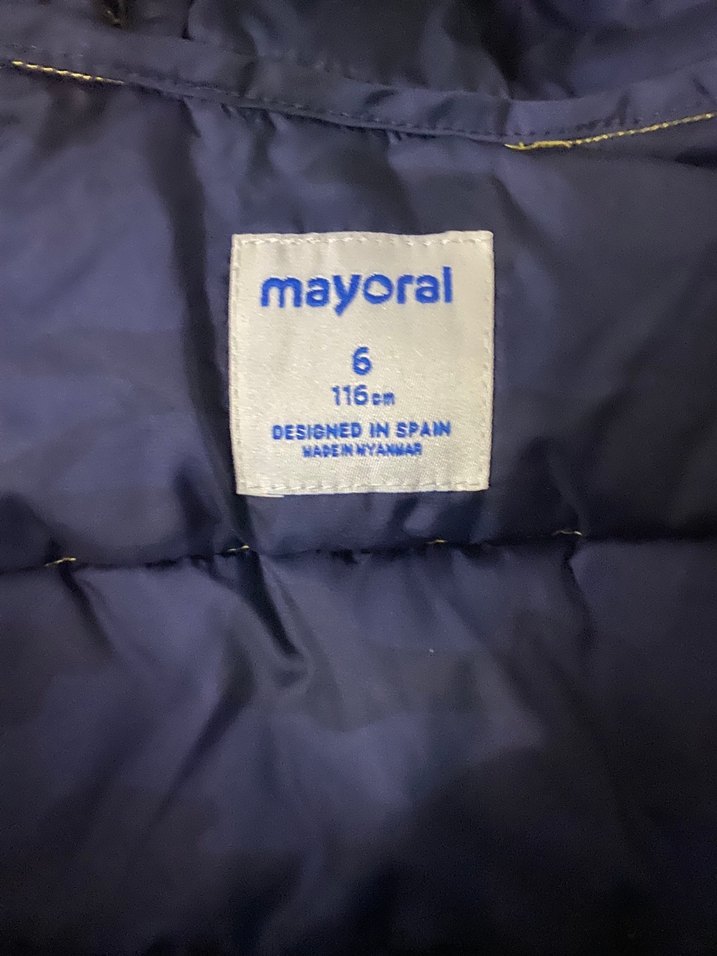 mayoral
6
116cm
DESIGNED IN SPAIN
MADE IN MYANMAR